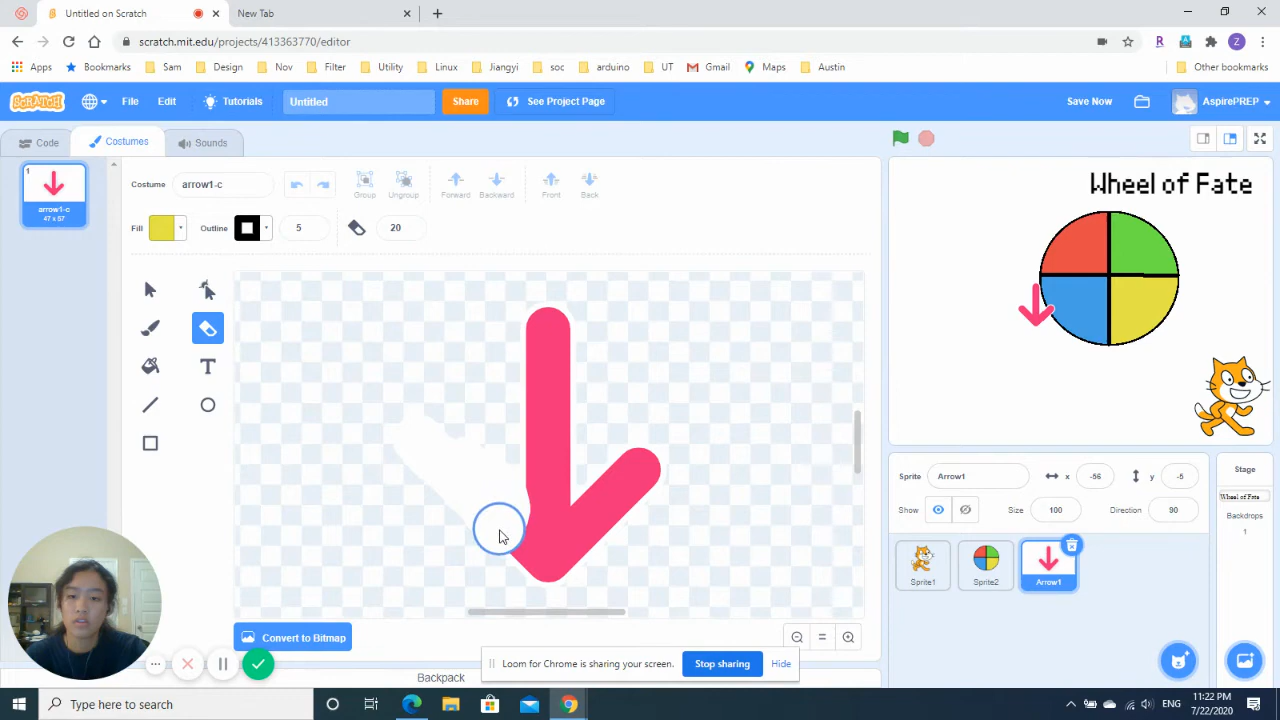 Untitled on Scratch
New Tab
scratch.mit.edu/projects/413363770/editor
R
Z
Apps
Bookmarks
Sam
Design
Nov
Filter
Utility
Linux
Jiangyi
soc
arduino
UT
Gmail
Maps
Austin
Other bookmarks
SCRATCH
File
Edit
Tutorials
Untitled
Share
See Project Page
Save Now
AspirePREP
Code
Costumes
Sounds
1
arrow1-c
47 x 57
Costume
arrow1-c
Group
Ungroup
Forward
Backward
Front
Back
Fill
Outline
5
20
T
Convert to Bitmap
Backpack
Wheel of Fate
Sprite
Arrow1
x
-56
y
-5
Show
Size
100
Direction
90
Stage
Wheel of Fate
Backdrops
1
Sprite1
Sprite2
Arrow1
Loom for Chrome is sharing your screen.
Stop sharing
Hide
Type here to search
ENG
11:22 PM
7/22/2020